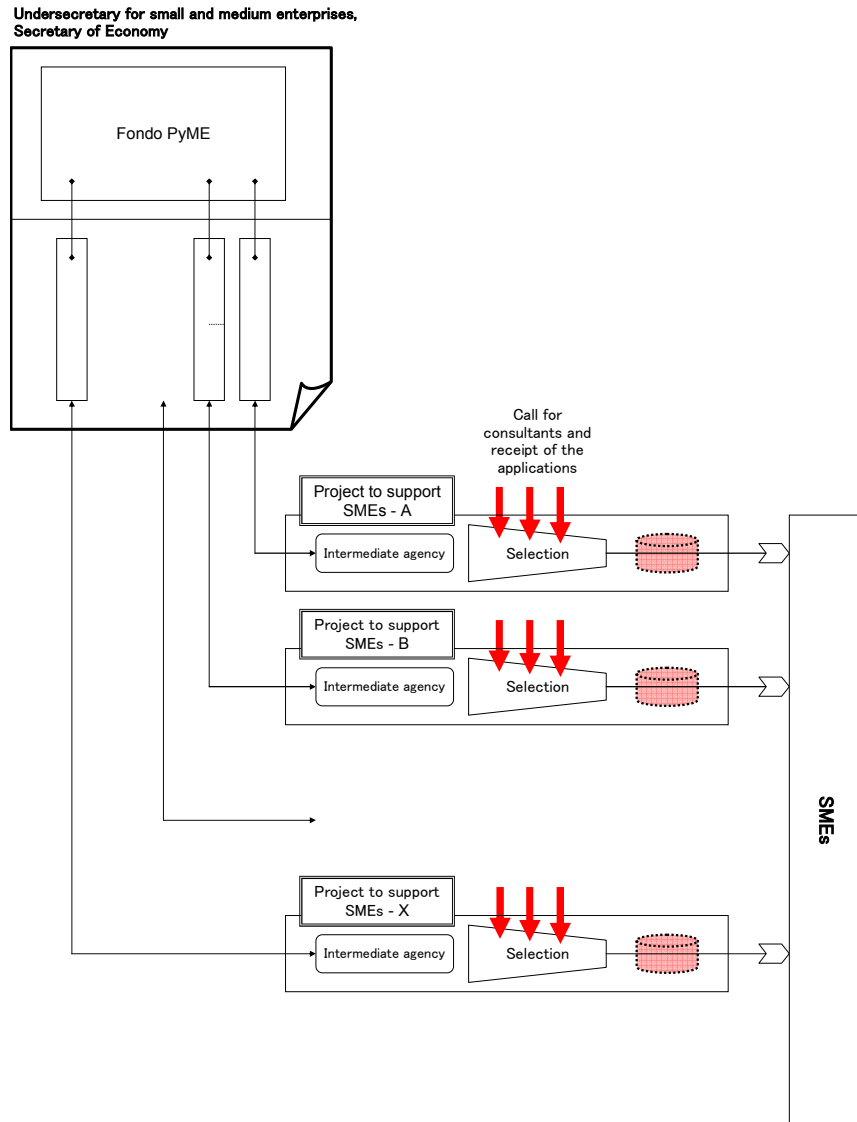 Undersecretary for small and medium enterprises,
Secretary of Economy
Fondo PyME
Call for
consultants and
receipt of the
applications
Project to support
SMEs - A
Intermediate agency
Selection
Project to support
SMEs - B
Intermediate agency
Selection
SMEs
Project to support
SMEs - X
Intermediate agency
Selection